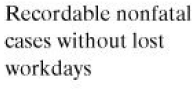 Recordable nonfatal
cases without lost
workdays